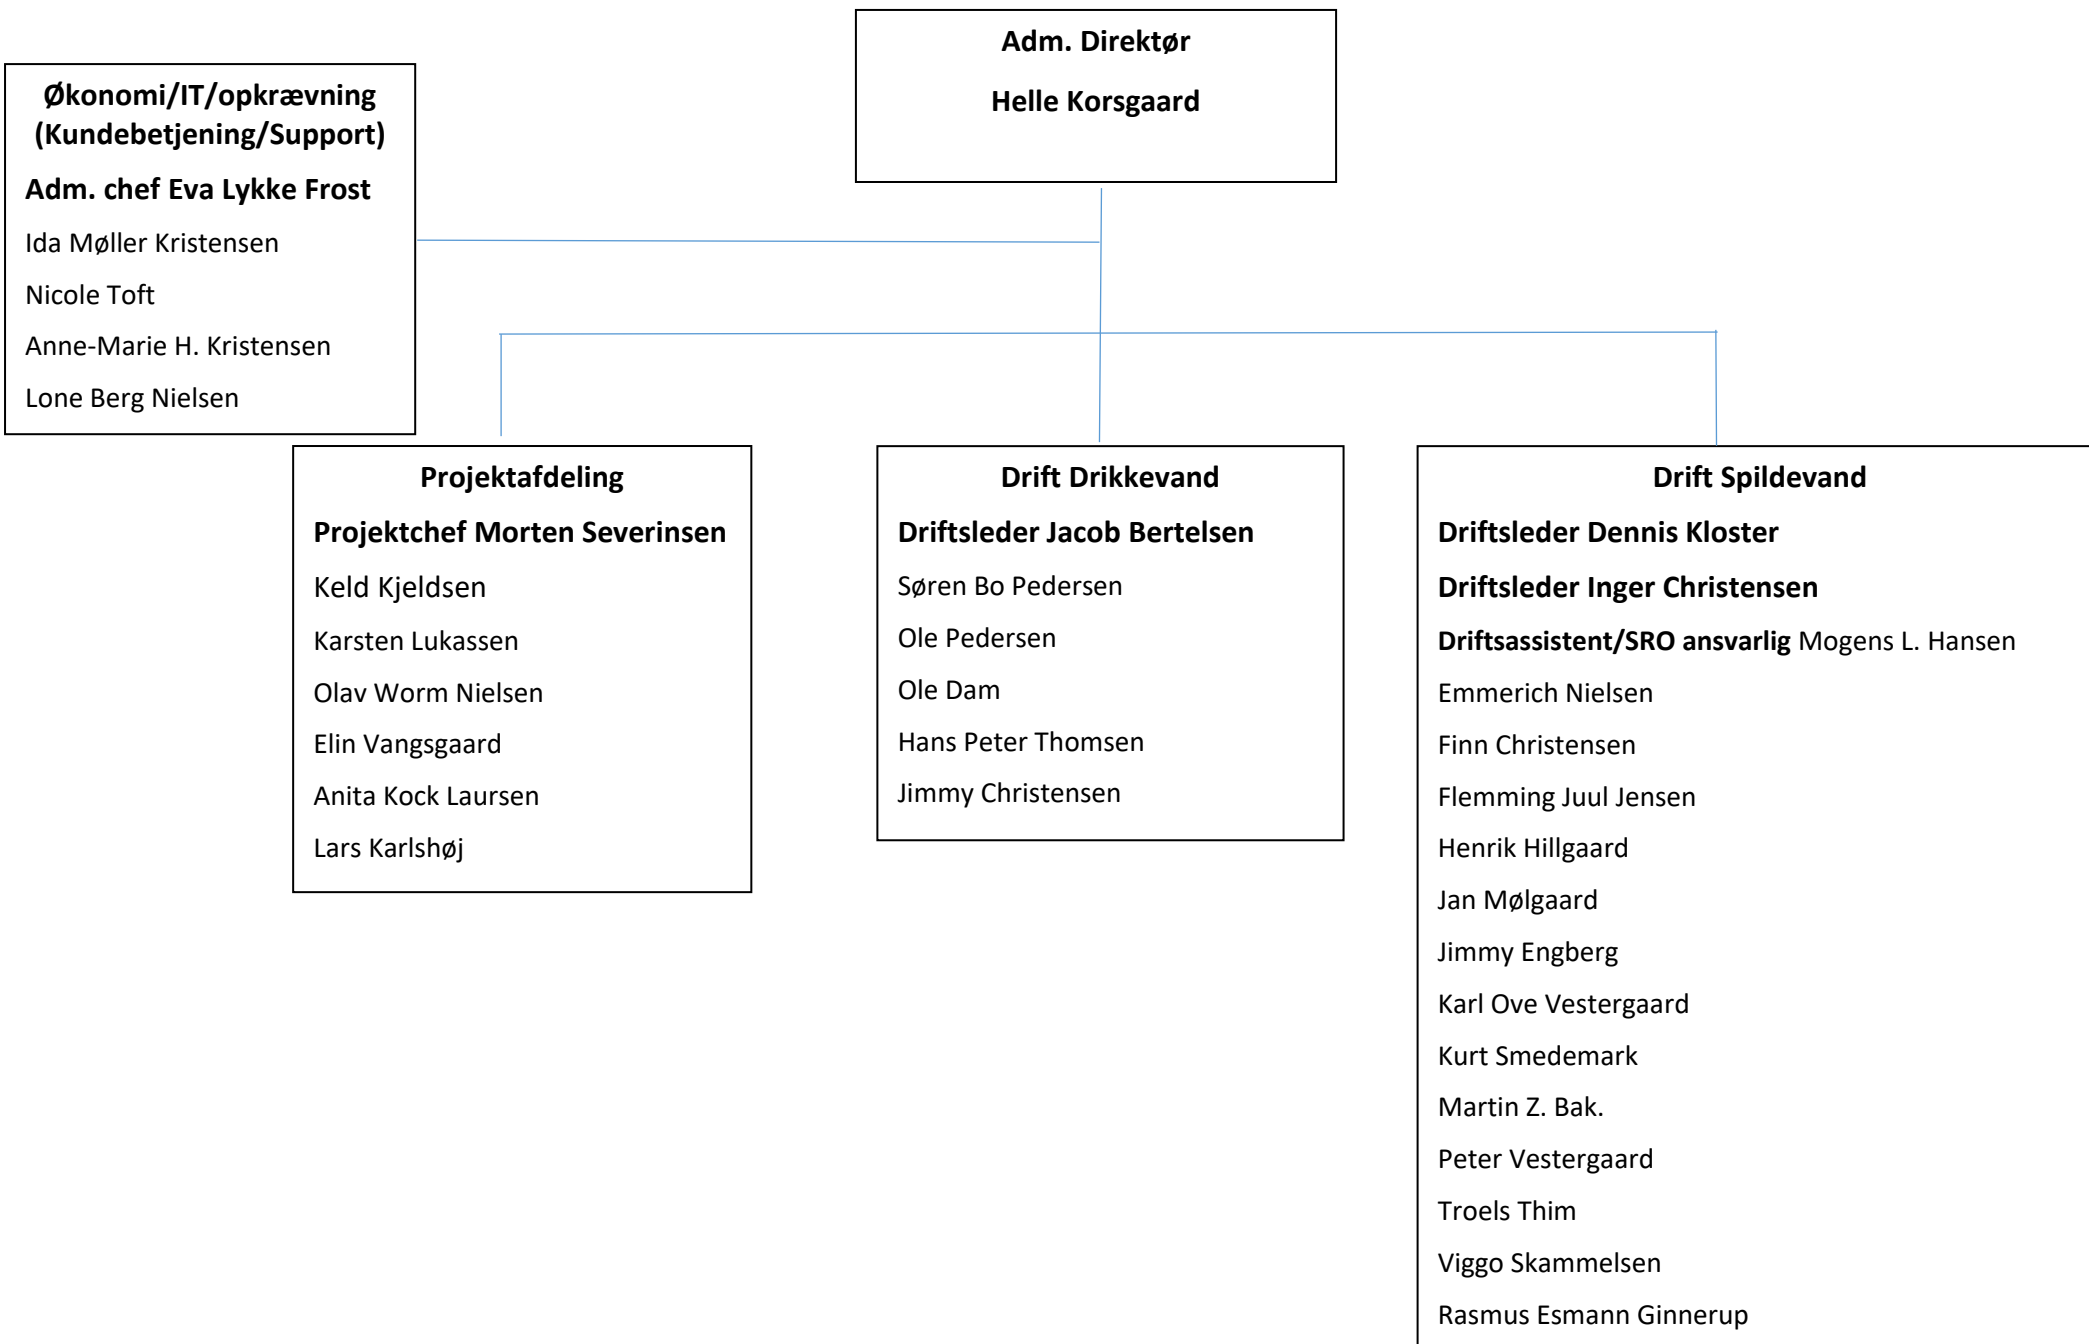 Adm. Direktør
Helle Korsgaard
Økonomi/IT/opkrævning
(Kundebetjening/Support)
Adm. chef Eva Lykke Frost
Ida Møller Kristensen
Nicole Toft
Anne-Marie H. Kristensen
Lone Berg Nielsen
Projektafdeling
Projektchef Morten Severinsen
Keld Kjeldsen
Karsten Lukassen
Olav Worm Nielsen
Elin Vangsgaard
Anita Kock Laursen
Lars Karlshøj
Drift Drikkevand
Driftsleder Jacob Bertelsen
Søren Bo Pedersen
Ole Pedersen
Ole Dam
Hans Peter Thomsen
Jimmy Christensen
Drift Spildevand
Driftsleder Dennis Kloster
Driftsleder Inger Christensen
Driftsassistent/SRO ansvarlig Mogens L. Hansen
Emmerich Nielsen
Finn Christensen
Flemming Juul Jensen
Henrik Hillgaard
Jan Mølgaard
Jimmy Engberg
Karl Ove Vestergaard
Kurt Smedemark
Martin Z. Bak.
Peter Vestergaard
Troels Thim
Viggo Skammelsen
Rasmus Esmann Ginnerup